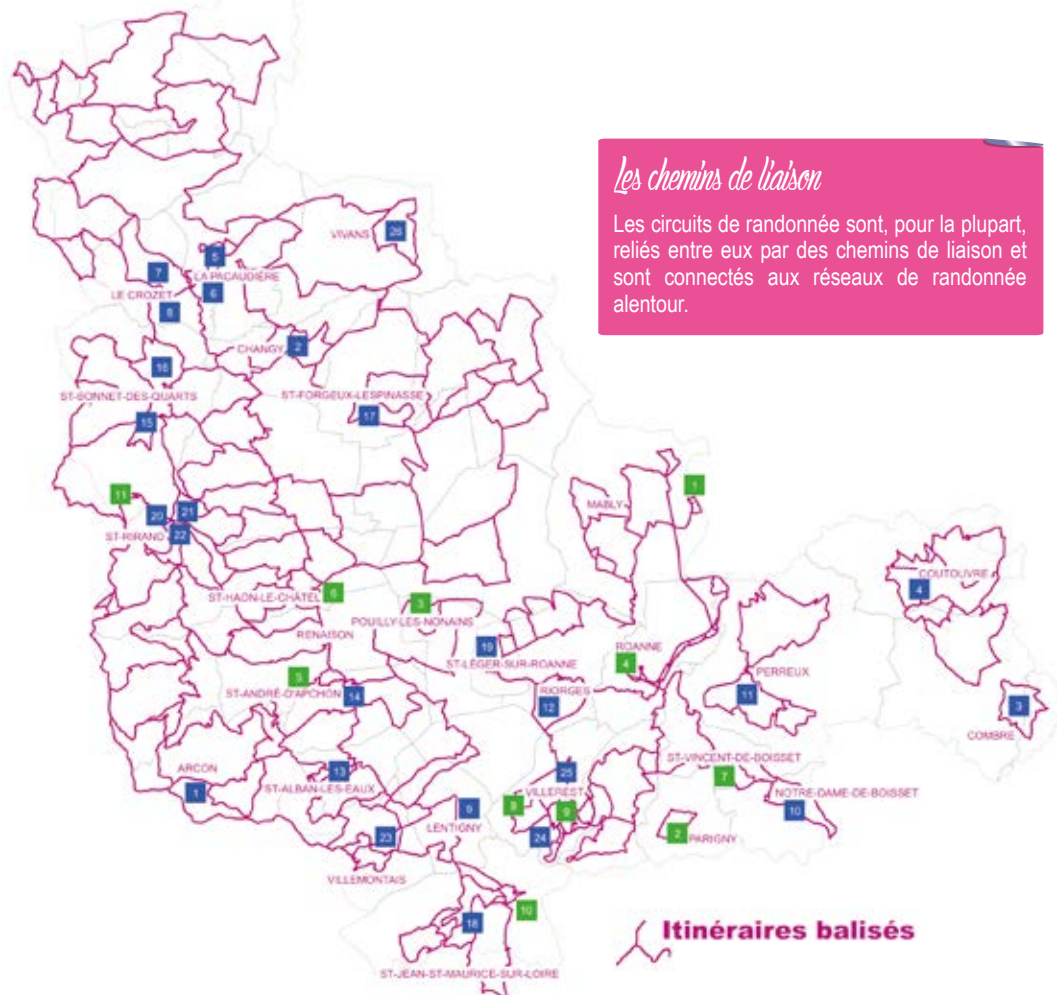 Les chemins de liaison
Les circuits de randonnée sont, pour la plupart,
reliés entre eux par des chemins de liaison et
sont connectés aux réseaux de randonnée
alentour.
VIVANS
26
5
LA PACAUDIÈRE
7
6
LE CROZET
8
CHANGY
2
16
ST-BONNET-DES-QUARTS
ST-FORGEUX-LESPINASSE
15
17
11
1
MABLY
20
21
ST-RIRAND
22
COUTOUVRE
4
ST-HAON-LE-CHÂTEL
6
3
POUILLY-LES-NONAINS
RENAISON
19
ST-LÉGER-SUR-ROANNE
ROANNE
4
PERREUX
5
ST-ANDRÉ-D'APCHON
14
RIORGES
12
11
3
COMBRE
ST-VINCENT-DE-BOISSET
ARCON
13
25
7
1
ST-ALBAN-LES-EAUX
VILLEREST
NOTRE-DAME-DE-BOISSET
9
8
9
10
LENTIGNY
23
24
2
PARIGNY
VILLEMONTAIS
10
18
Itinéraires balisés
ST-JEAN-ST-MAURICE-SUR-LOIRE